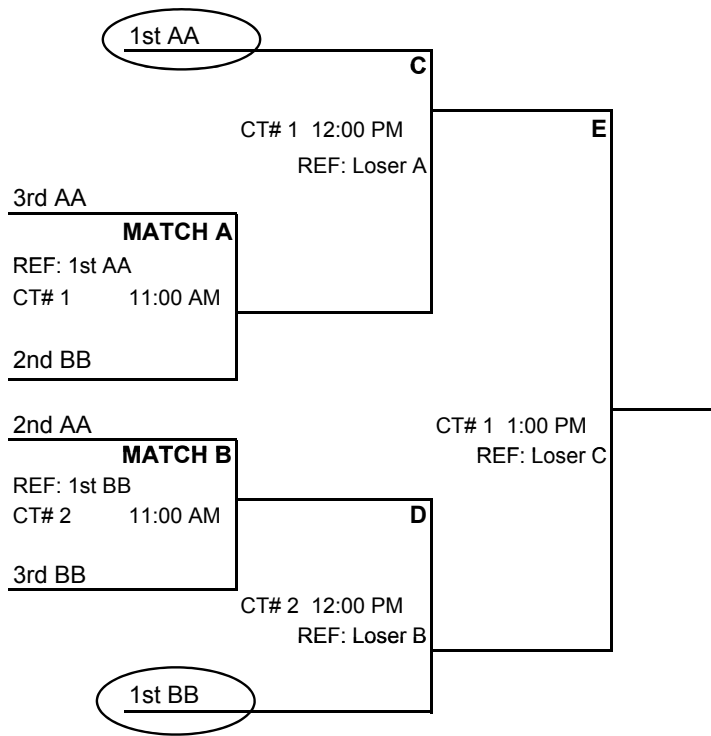 1st AA
C
CT# 1 12:00 PM
E
REF: Loser A
3rd AA
MATCH A
REF: 1st AA
CT# 1 11:00 AM
2nd BB
2nd AA
CT# 1 1:00 PM
MATCH B
REF: Loser C
REF: 1st BB
CT# 2 11:00 AM
D
3rd BB
CT# 2 12:00 PM
REF: Loser B
1st BB